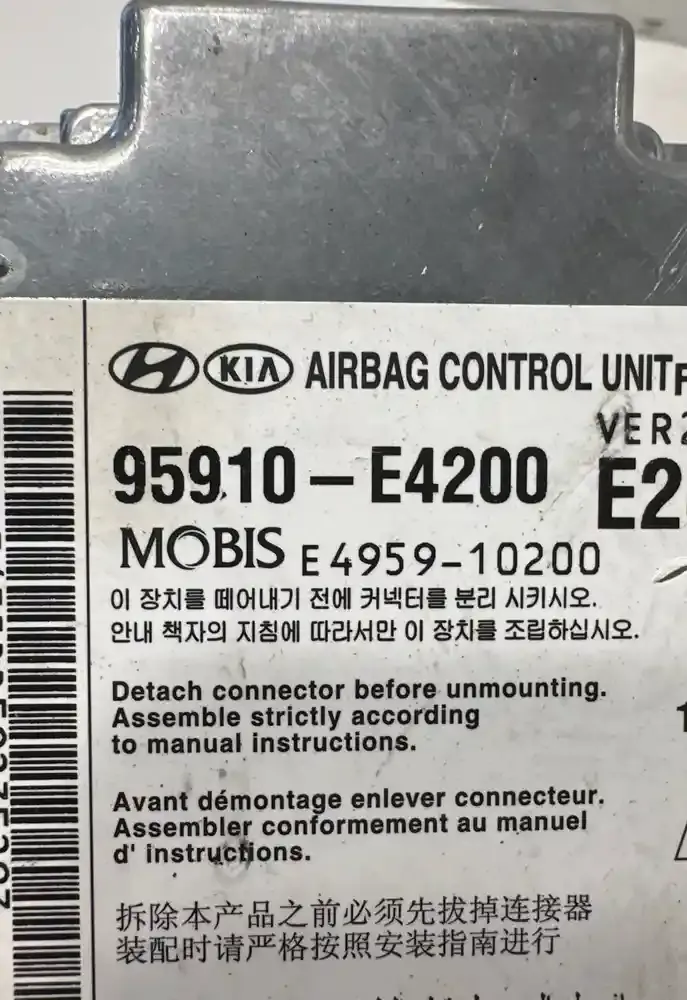 KIA AIRBAG CONTROL UNIT
VER2
95910-E4200
MOBIS E4959-10200
이 장치를 떼어내기 전에 커넥터를 분리 시키시오.
안내 책자의 지침에 따라서만 이 장치를 조립하십시오.
Detach connector before unmounting.
Assemble strictly according
to manual instructions.
Avant démontage enlever connecteur.
Assembler conformement au manuel
d' instructions.
拆除本产品之前必须先拔掉连接器
装配时请严格按照安装指南进行